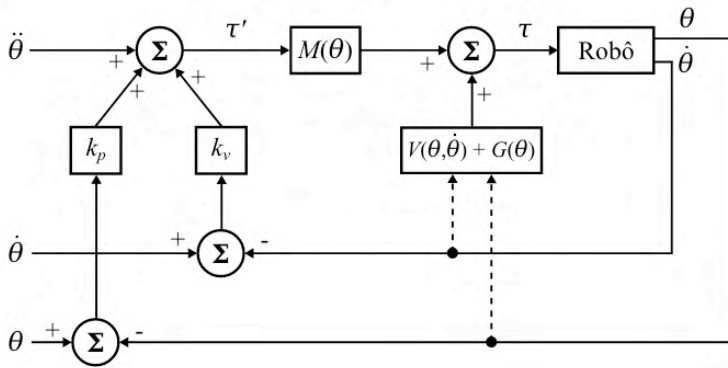 θ
θ̈
Σ
τ′
M(θ)
Σ
τ
Robô
θ̇
+
+
+
+
+
k_p
k_v
V(θ,θ̇) + G(θ)
θ̇
+
Σ
-
θ
+
Σ
-